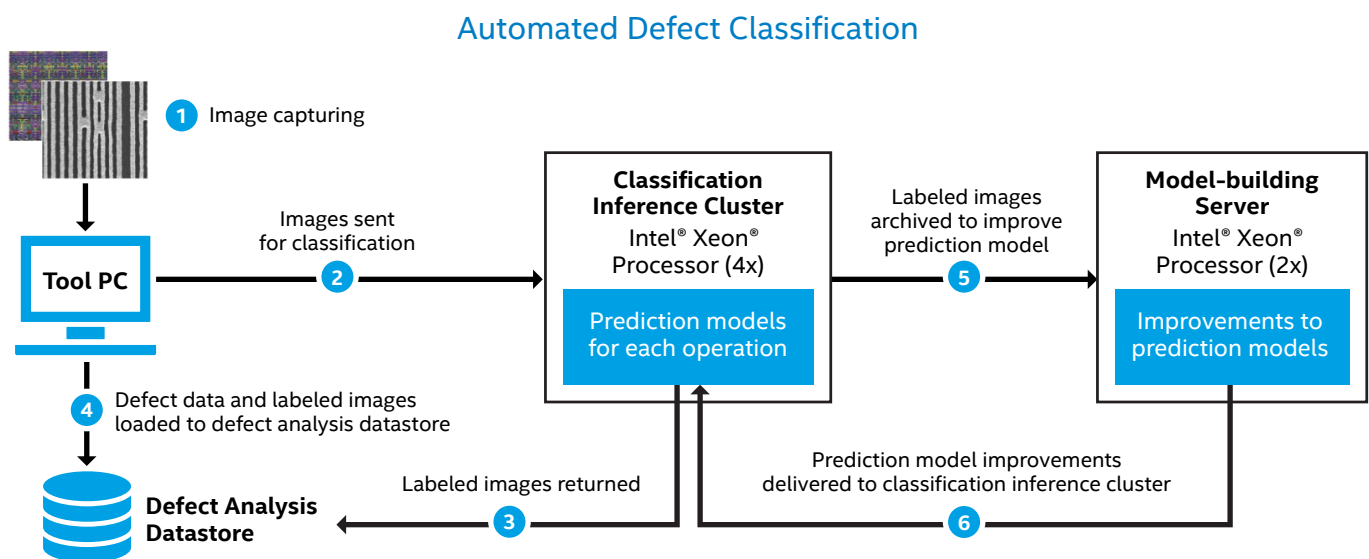 Automated Defect Classification
1
Image capturing
Tool PC
Images sent
for classification
2
Classification
Inference Cluster
Intel® Xeon®
Processor (4x)
Prediction models
for each operation
Labeled images
archived to improve
prediction model
5
Model-building
Server
Intel® Xeon®
Processor (2x)
Improvements to
prediction models
4
Defect data and labeled images
loaded to defect analysis datastore
Defect Analysis
Datastore
Labeled images returned
3
Prediction model improvements
delivered to classification inference cluster
6